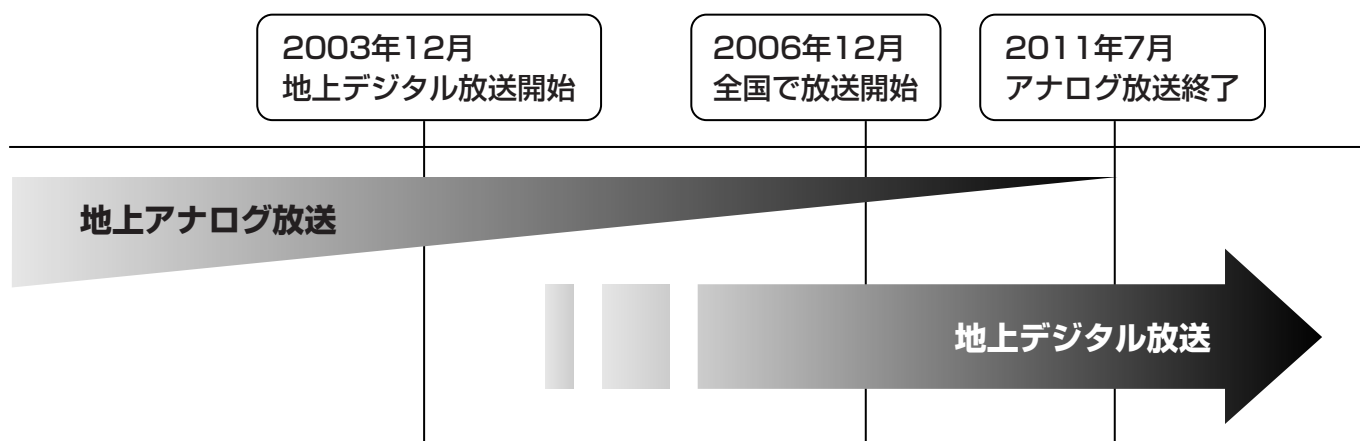 2003年12月
地上デジタル放送開始
2006年12月
全国で放送開始
2011年7月
アナログ放送終了
地上アナログ放送
地上デジタル放送